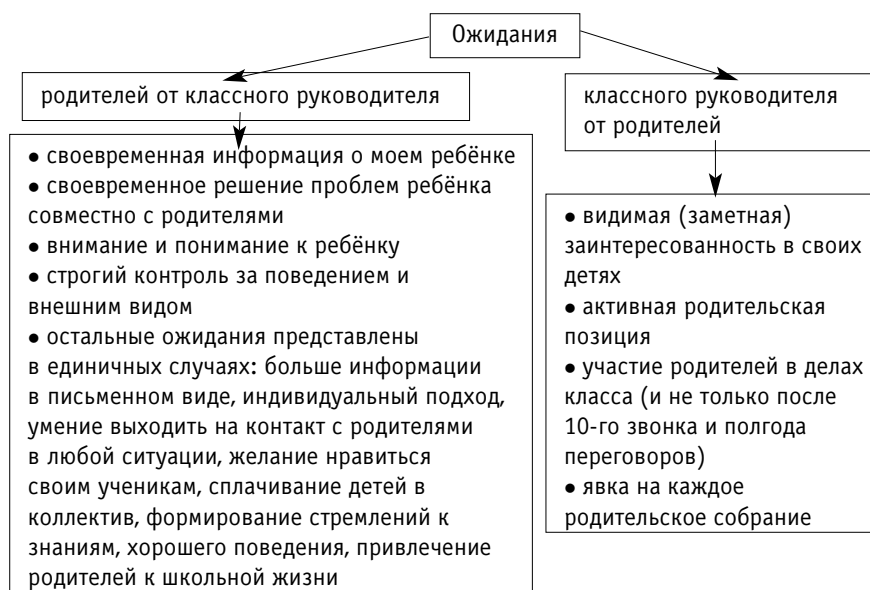 Ожидания
родителей от классного руководителя
• своевременная информация о моем ребёнке
• своевременное решение проблем ребёнка
совместно с родителями
• внимание и понимание к ребёнку
• строгий контроль за поведением и
внешним видом
• остальные ожидания представлены
в единичных случаях: больше информации
в письменном виде, индивидуальный подход,
умение выходить на контакт с родителями
в любой ситуации, желание нравиться
своим ученикам, сплачивание детей в
коллектив, формирование стремлений к
знаниям, хорошего поведения, привлечение
родителей к школьной жизни
классного руководителя
от родителей
• видимая (заметная)
заинтересованность в своих
детях
• активная родительская
позиция
• участие родителей в делах
класса (и не только после
10-го звонка и полгода
переговоров)
• явка на каждое
родительское собрание